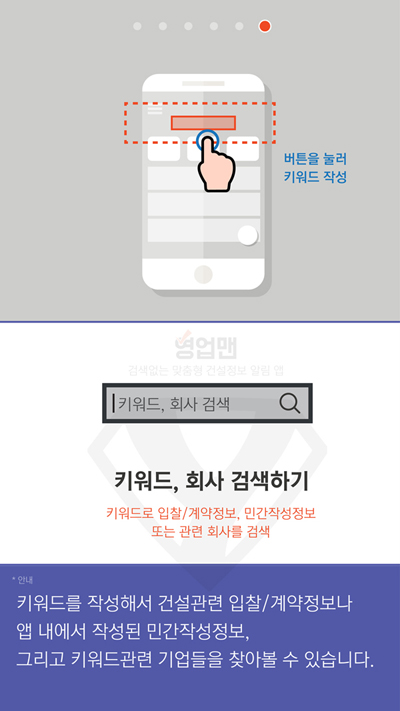 버튼을 눌러
키워드 작성
영업맨
검색없는 맞춤형 건설정보 알림 앱
키워드, 회사 검색
키워드, 회사 검색하기
키워드로 입찰/계약정보, 민간작성정보
또는 관련 회사를 검색
* 안내
키워드를 작성해서 건설관련 입찰/계약정보나
앱 내에서 작성된 민간작성정보,
그리고 키워드관련 기업들을 찾아볼 수 있습니다.